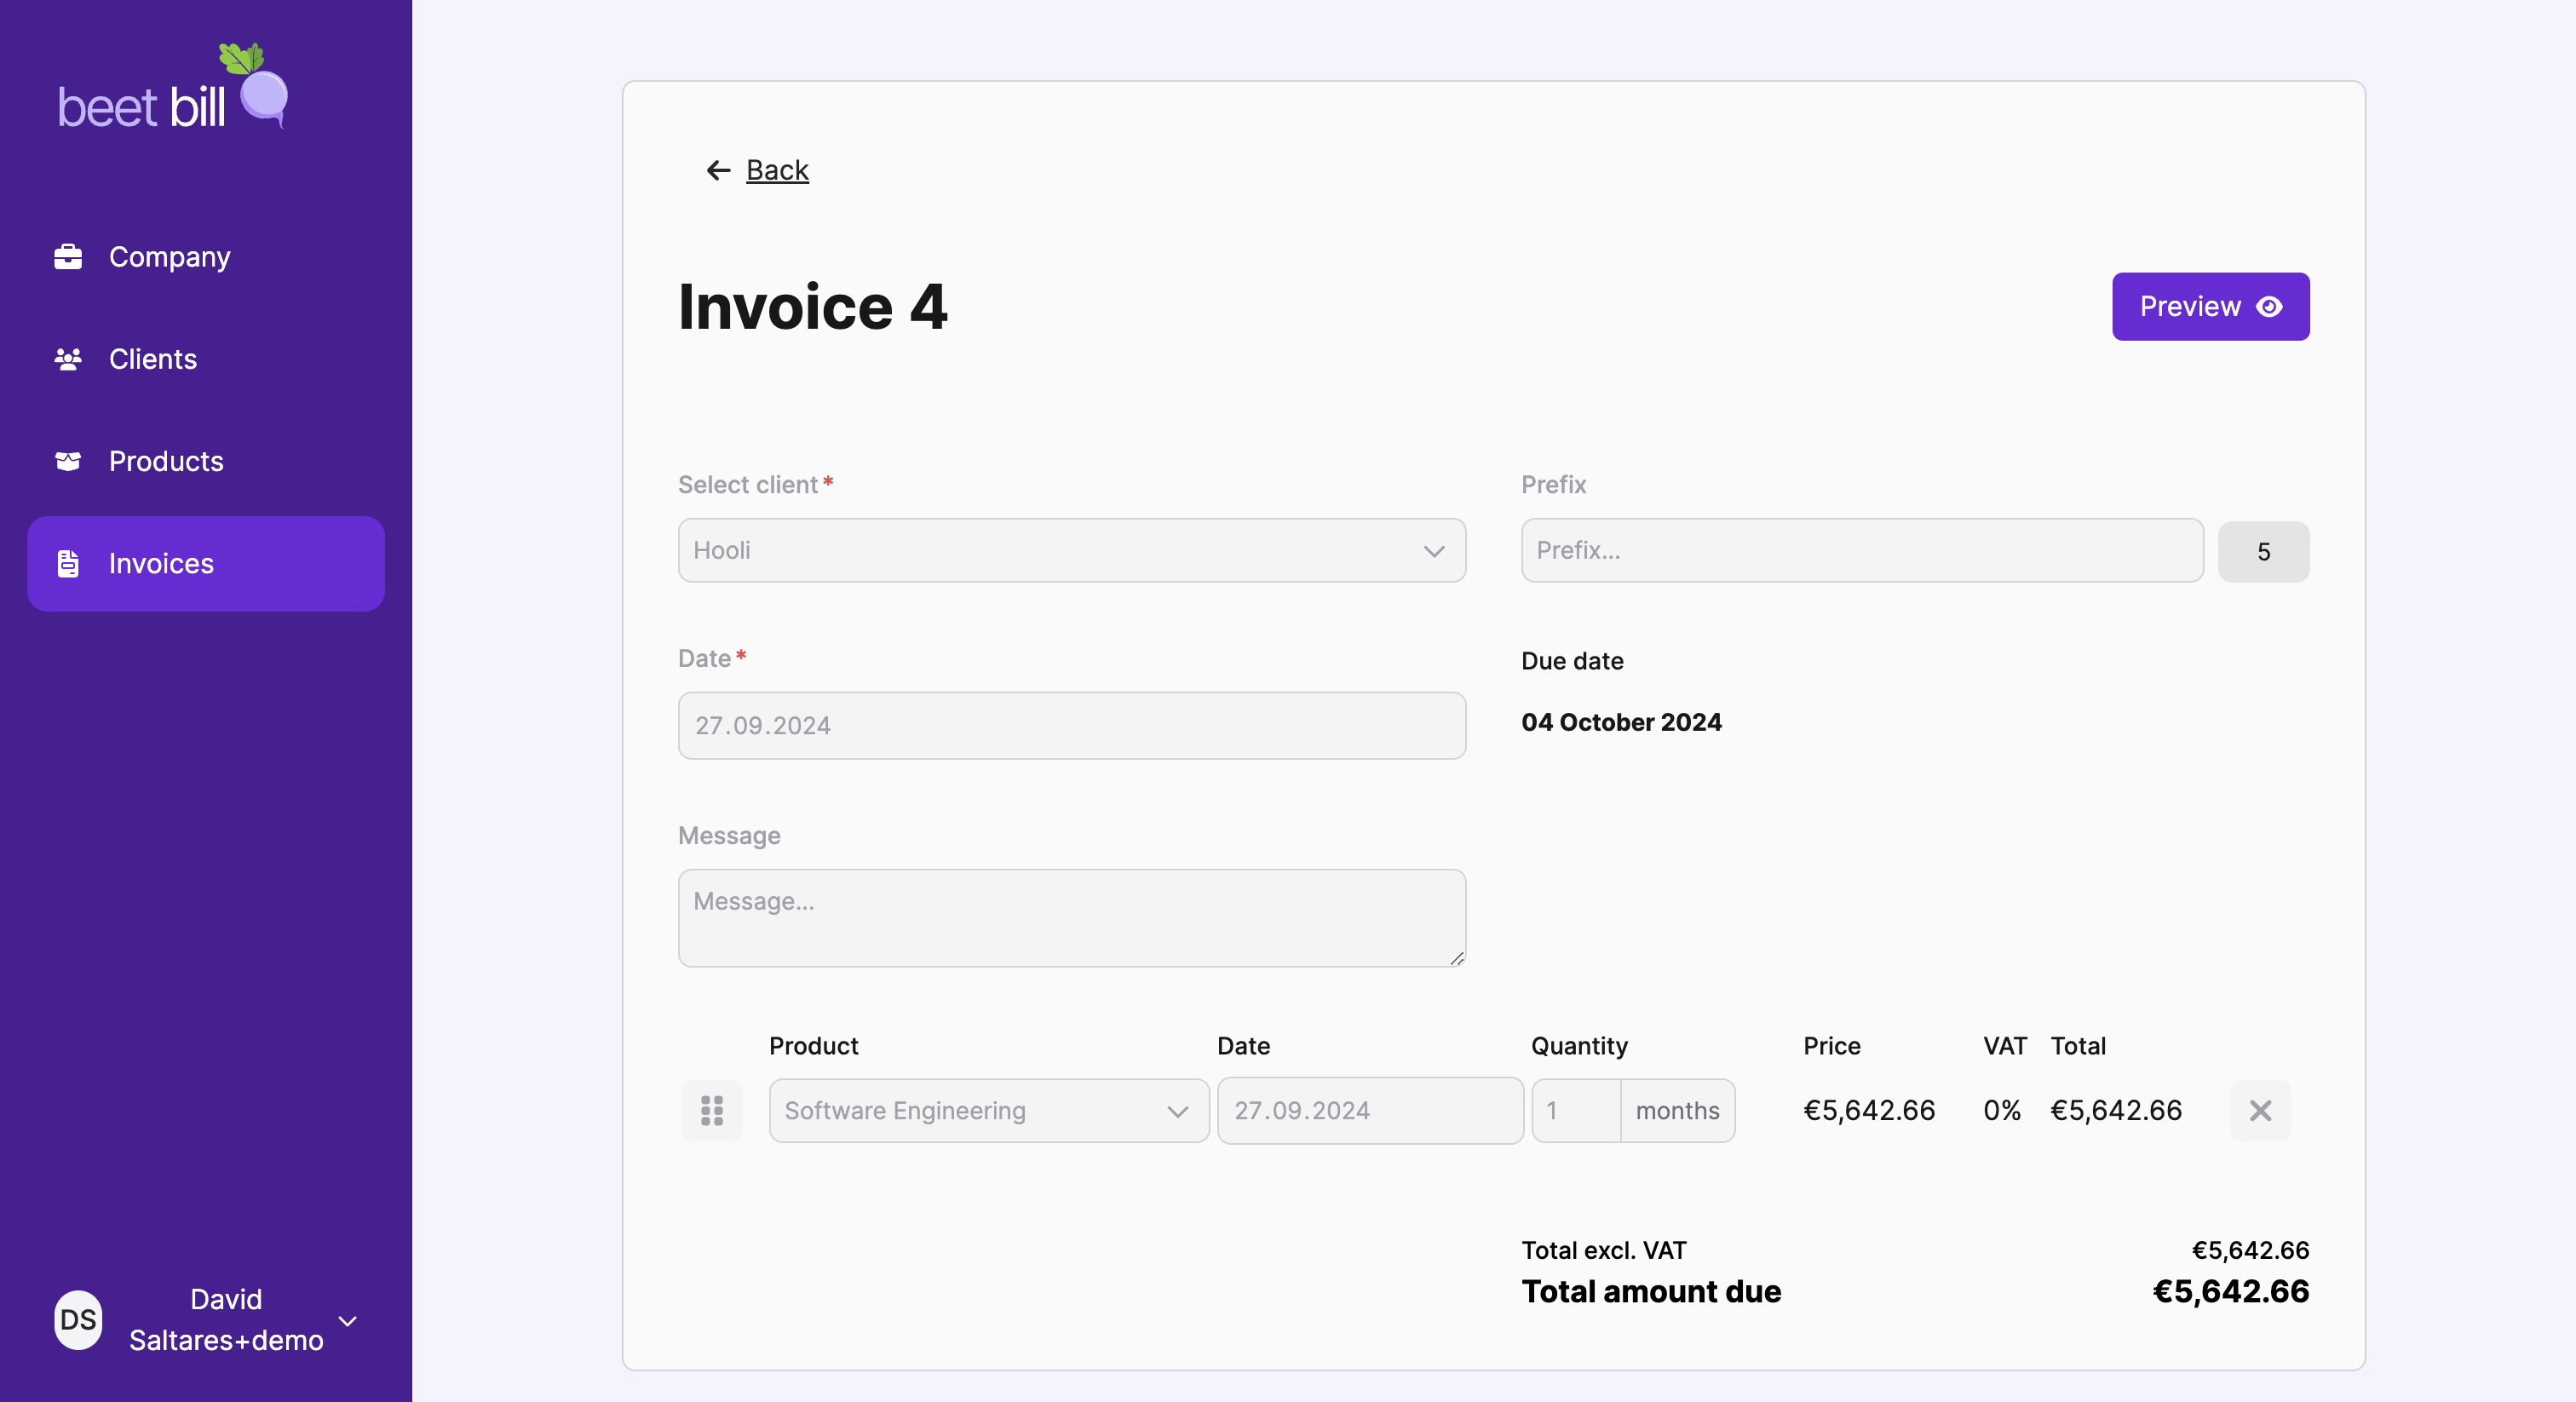 beet bill
Company
Clients
Products
Invoices
DS
David
Saltares+demo
Back
Invoice 4
Preview
Select client*
Hooli
Prefix
Prefix...
5
Date*
27.09.2024
Due date
04 October 2024
Message
Message...
Product Date Quantity Price VAT Total
Software Engineering 27.09.2024 1 months €5,642.66 0% €5,642.66
Total excl. VAT €5,642.66
Total amount due €5,642.66